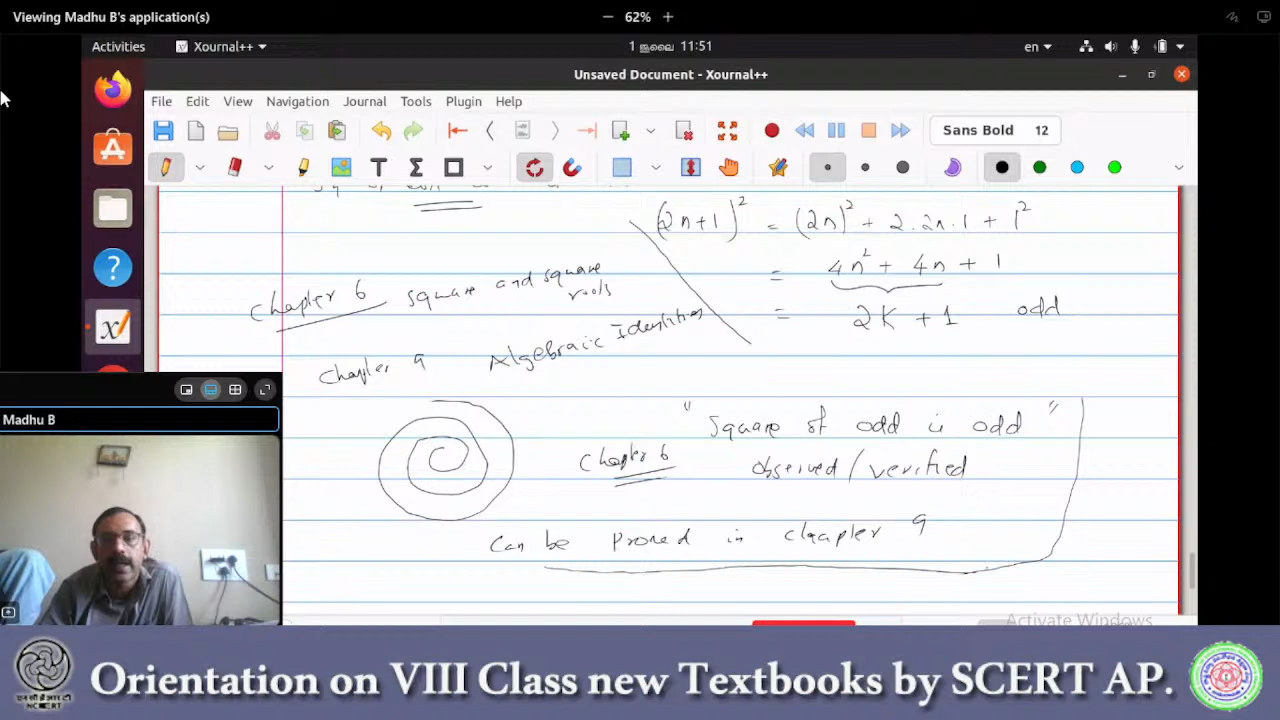 Viewing Madhu B's application(s)
62%
Activities
Xournal++
1 ജൂലൈ 11:51
en
Unsaved Document - Xournal++
File Edit View Navigation Journal Tools Plugin Help
Sans Bold 12
(2n+1)² = (2n)² + 2.2n.1 + 1²
= 4n² + 4n + 1
= 2K + 1 odd
Chapter 6 square and square roots
Chapter 9 Algebraic Identities
Chapter 6 "Square of odd is odd"
observed/verified
Can be proved in chapter 9
Activate Windows
Madhu B
NCERT
Orientation on VIII Class new Textbooks by SCERT AP.